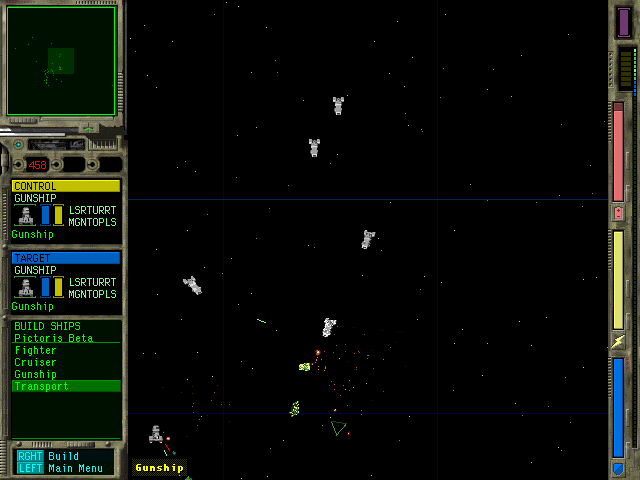 458
CONTROL
GUNSHIP
LSRTURRT
MGNTOPLS
Gunship
TARGET
GUNSHIP
LSRTURRT
MGNTOPLS
Gunship
BUILD SHIPS
Pictoris Beta
Fighter
Cruiser
Gunship
Transport
RGHT Build
LEFT Main Menu
Gunship